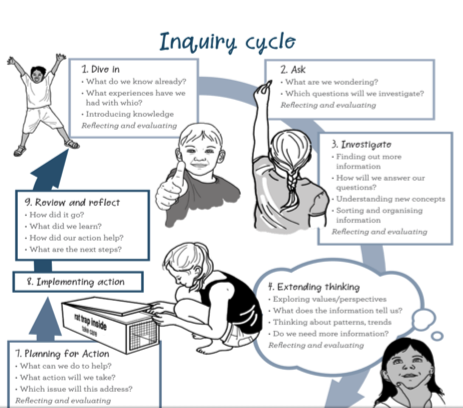 Inquiry cycle
1. Dive in
• What do we know already?
• What experiences have we
had with whio?
• Introducing knowledge
Reflecting and evaluating
2. Ask
• What are we wondering?
• Which questions will we investigate?
Reflecting and evaluating
3. Investigate
• Finding out more
information
• How will we answer our
questions?
• Understanding new concepts
• Sorting and organising
information
Reflecting and evaluating
4. Extending thinking
• Exploring values/perspectives
• What does the information tell us?
• Thinking about patterns, trends
• Do we need more information?
Reflecting and evaluating
7. Planning for Action
• What can we do to help?
• What action will we take?
• Which issue will this address?
Reflecting and evaluating
8. Implementing action
rat trap inside
take care
9. Review and reflect
• How did it go?
• What did we learn?
• How did our action help?
• What are the next steps?